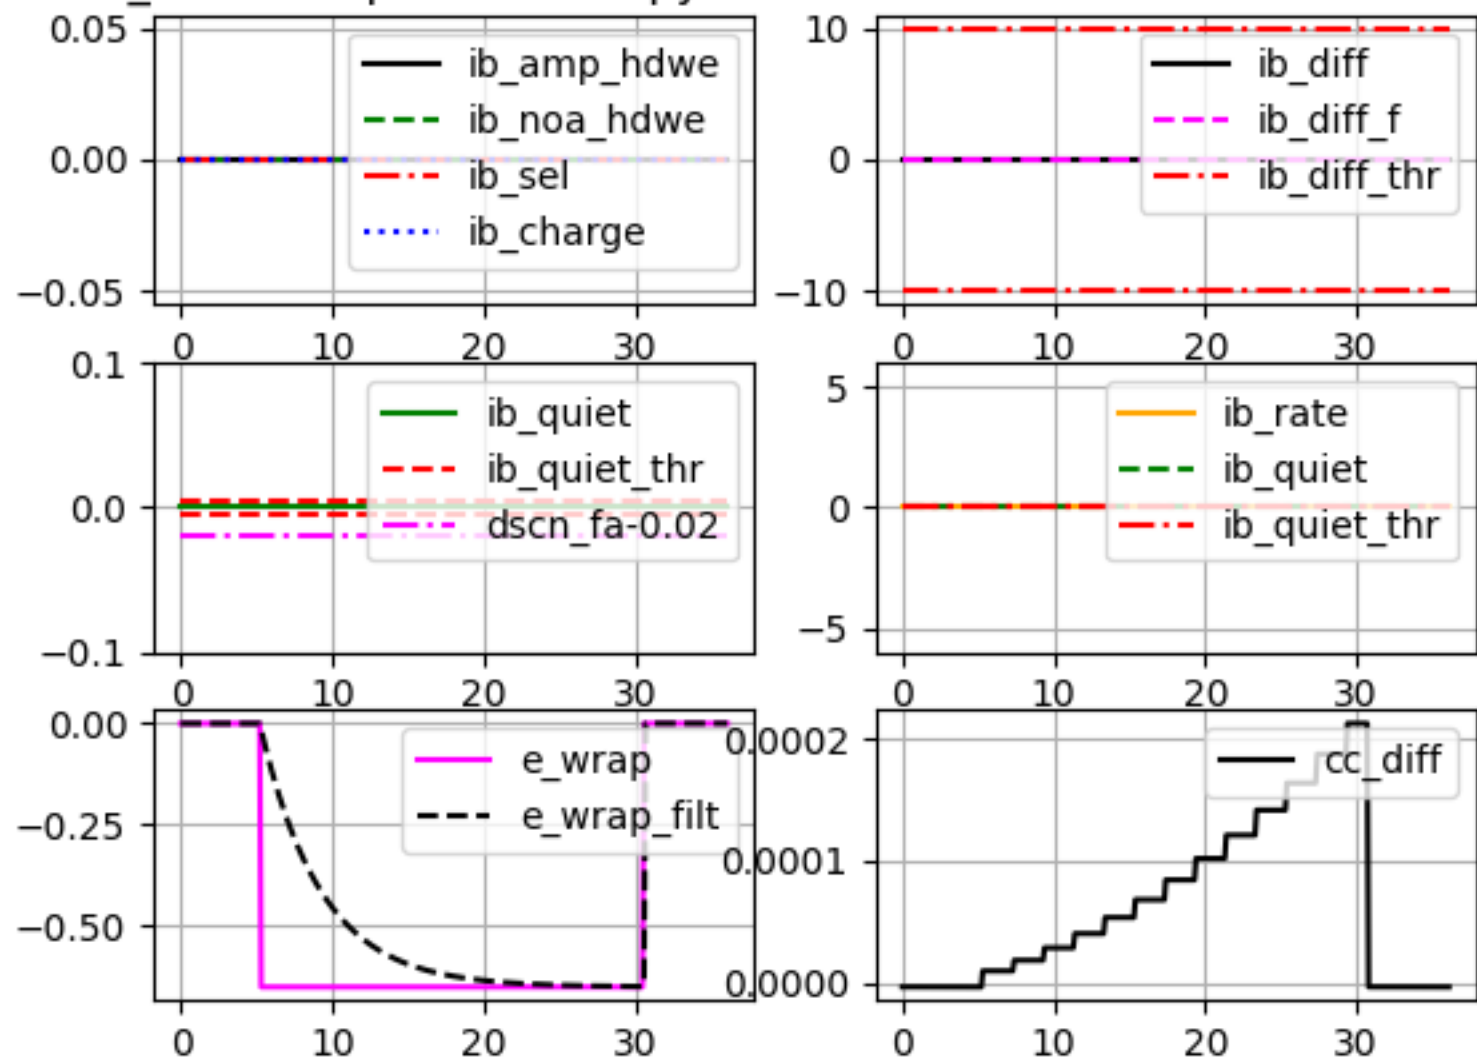 0.05
0.00
−0.05
ib_amp_hdwe
ib_noa_hdwe
ib_sel
ib_charge
0 10 20 30
10
0
−10
ib_diff
ib_diff_f
ib_diff_thr
0 10 20 30
0.1
0.0
−0.1
ib_quiet
ib_quiet_thr
dscn_fa-0.02
0 10 20 30
5
0
−5
ib_rate
ib_quiet
ib_quiet_thr
0 10 20 30
0.00
−0.25
−0.50
e_wrap
e_wrap_filt
0 10 20 30
0.0002
0.0001
0.0000
cc_diff
0 10 20 30